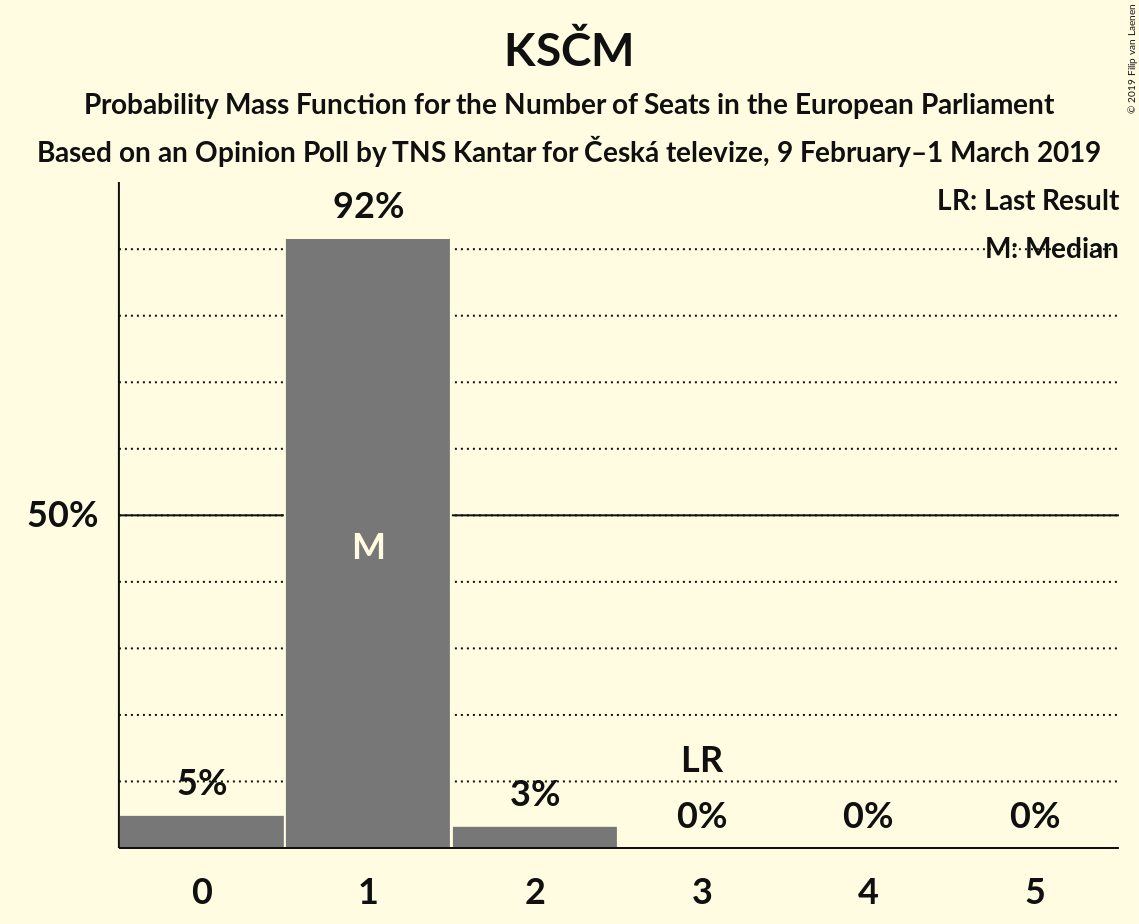 KSČM
Probability Mass Function for the Number of Seats in the European Parliament
Based on an Opinion Poll by TNS Kantar for Česká televize, 9 February–1 March 2019
© 2019 Filip van Laenen
LR: Last Result
M: Median
92%
50%
M
5%
3%
LR
0%
0%
0%
0
1
2
3
4
5